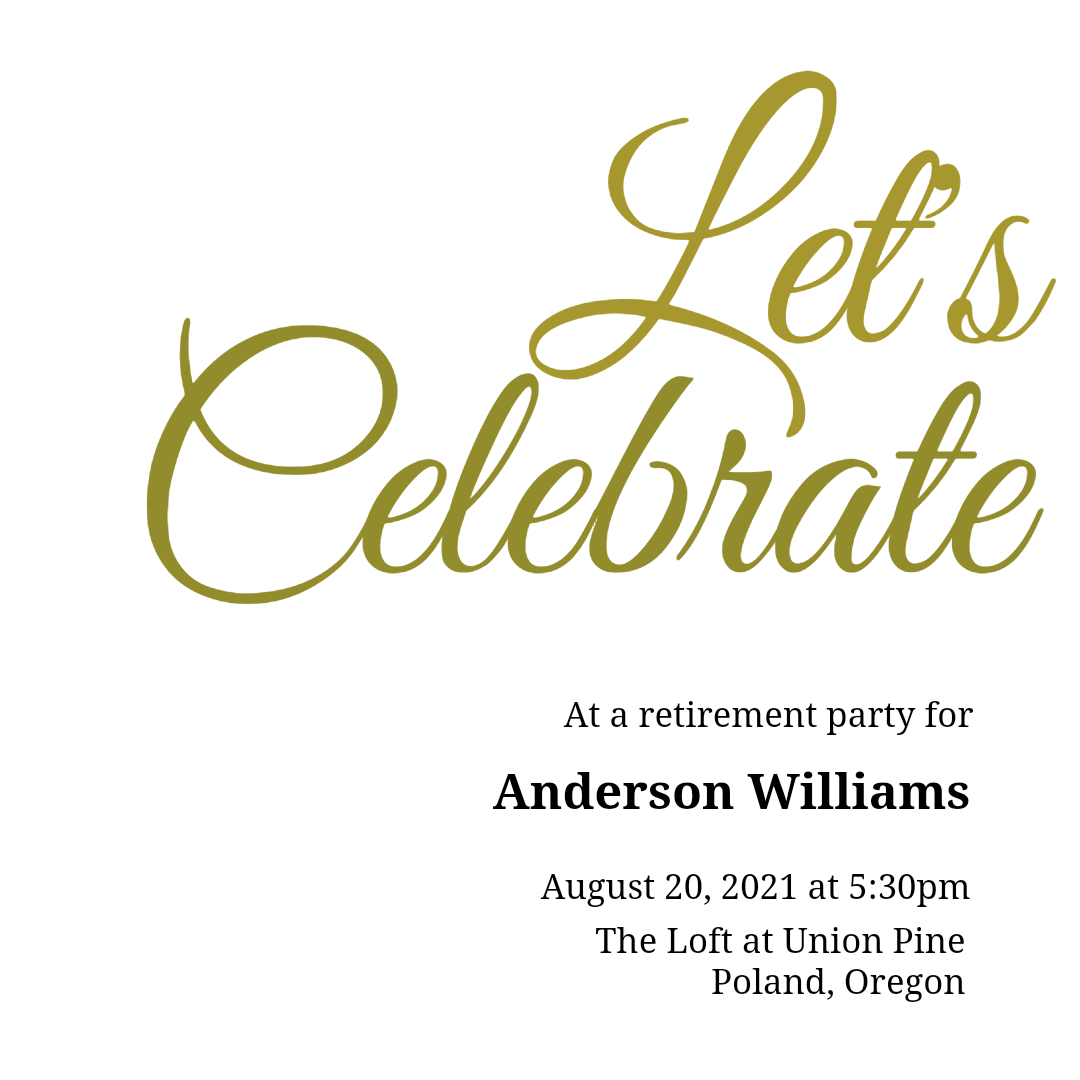 Let's
Celebrate
At a retirement party for
Anderson Williams
August 20, 2021 at 5:30pm
The Loft at Union Pine
Poland, Oregon